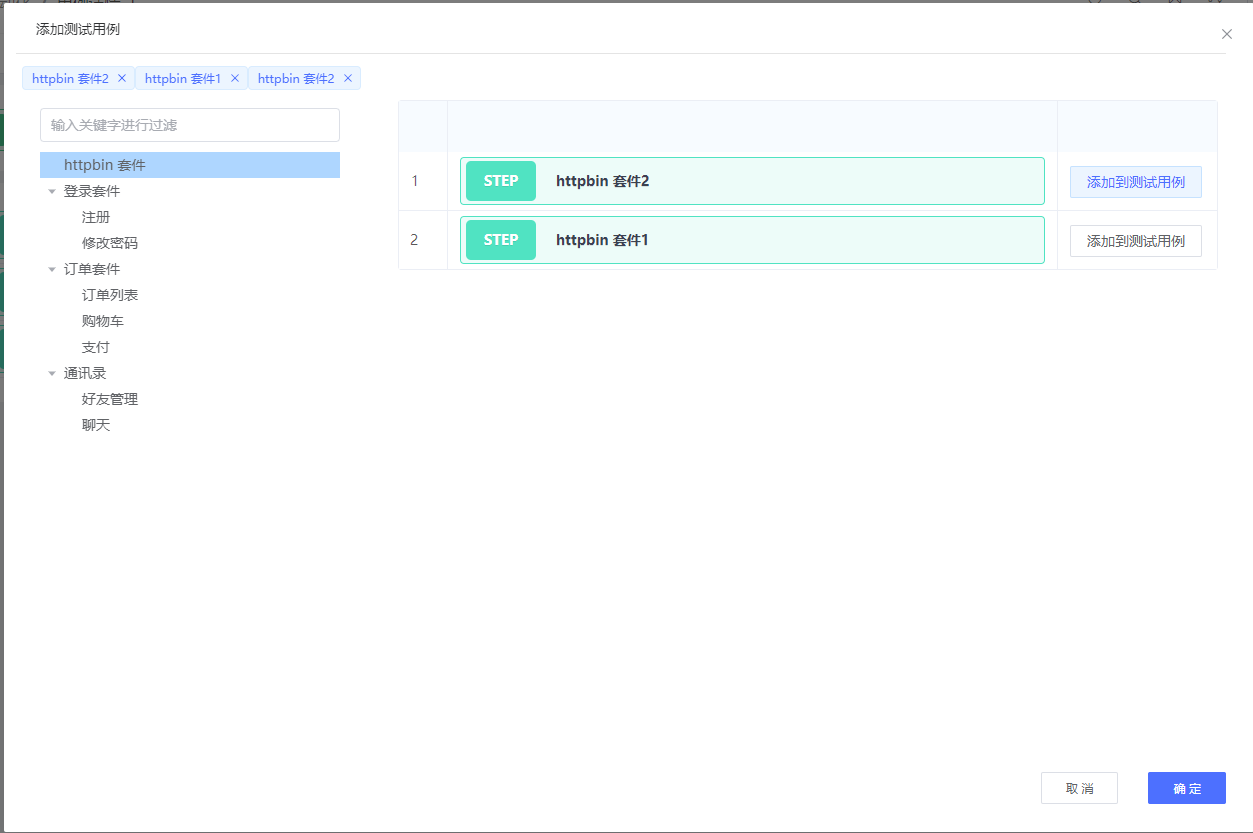 添加测试用例
httpbin 套件2 httpbin 套件1 httpbin 套件2
输入关键字进行过滤
httpbin 套件
登录套件
注册
修改密码
订单套件
订单列表
购物车
支付
通讯录
好友管理
聊天
1 STEP httpbin 套件2 添加到测试用例
2 STEP httpbin 套件1 添加到测试用例
取 消 确 定